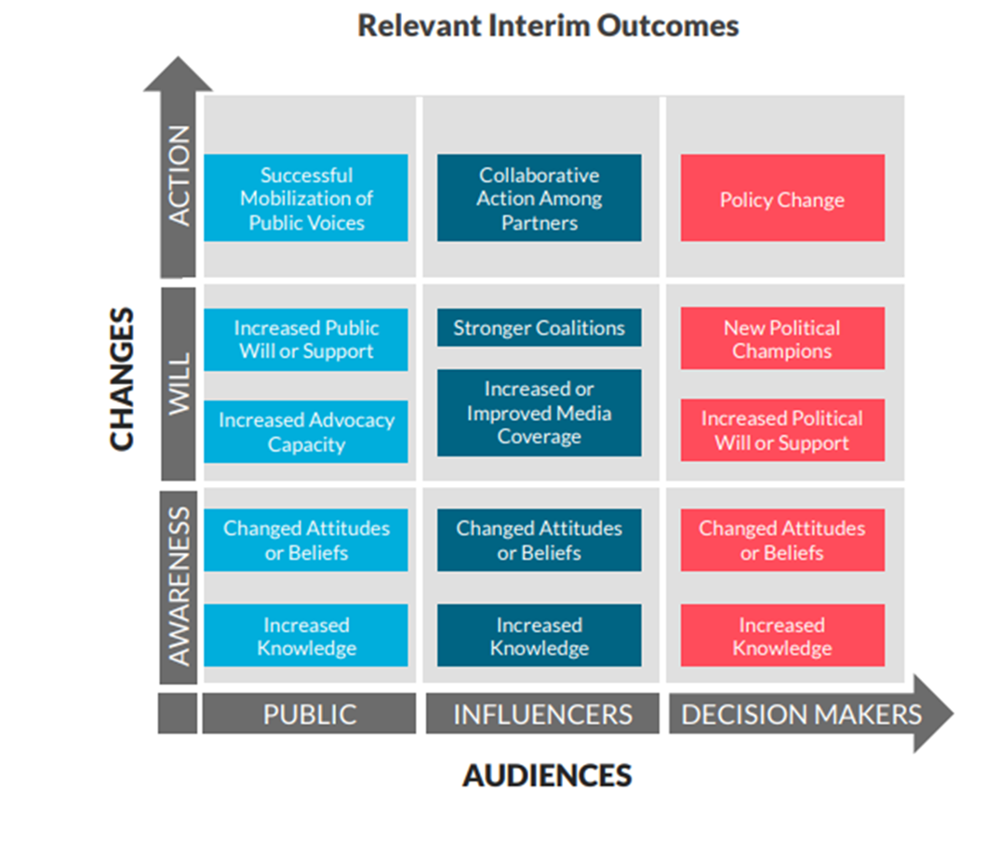 Relevant Interim Outcomes
CHANGES
ACTION
Successful
Mobilization of
Public Voices
Collaborative
Action Among
Partners
Policy Change
WILL
Increased Public
Will or Support
Increased Advocacy
Capacity
Stronger Coalitions
Increased or
Improved Media
Coverage
New Political
Champions
Increased Political
Will or Support
AWARENESS
Changed Attitudes
or Beliefs
Increased
Knowledge
Changed Attitudes
or Beliefs
Increased
Knowledge
Changed Attitudes
or Beliefs
Increased
Knowledge
PUBLIC
INFLUENCERS
DECISION MAKERS
AUDIENCES